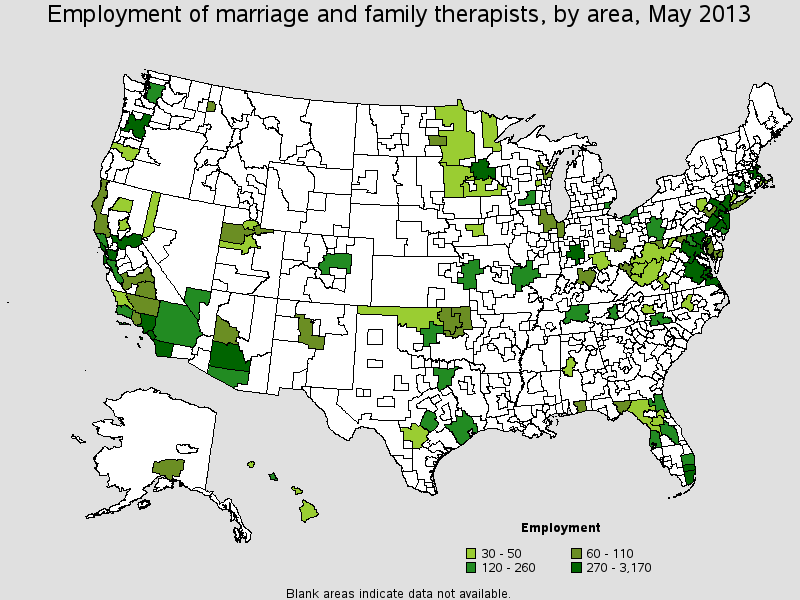 Employment of marriage and family therapists, by area, May 2013
Employment
30 - 50
60 - 110
120 - 260
270 - 3,170
Blank areas indicate data not available.